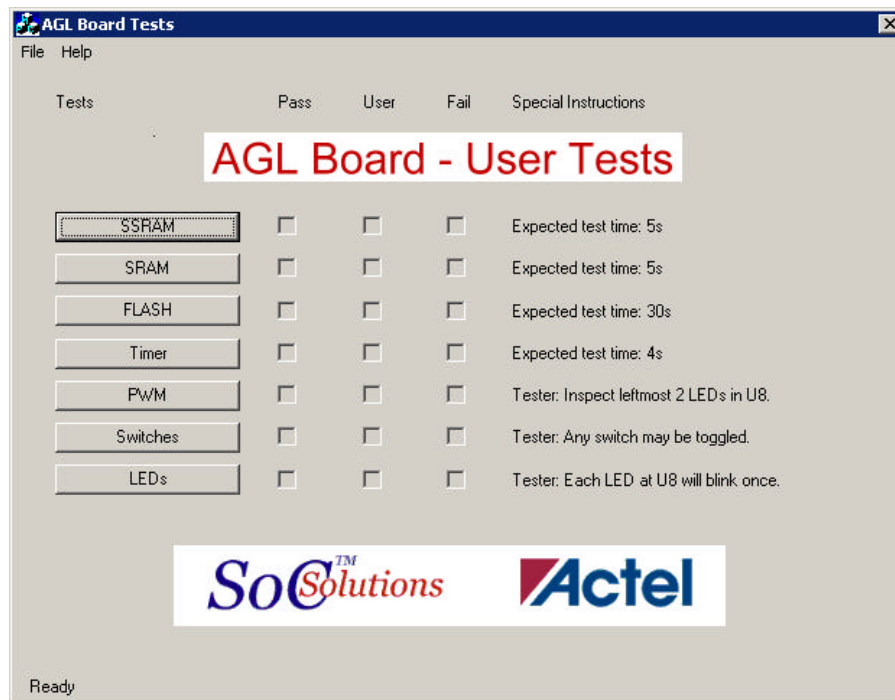 AGL Board Tests
File Help
Tests Pass User Fail Special Instructions
AGL Board - User Tests
SSRAM Expected test time: 5s
SRAM Expected test time: 5s
FLASH Expected test time: 30s
Timer Expected test time: 4s
PWM Tester: Inspect leftmost 2 LEDs in U8.
Switches Tester: Any switch may be toggled.
LEDs Tester: Each LED at U8 will blink once.
SoC Solutions™ Actel
Ready